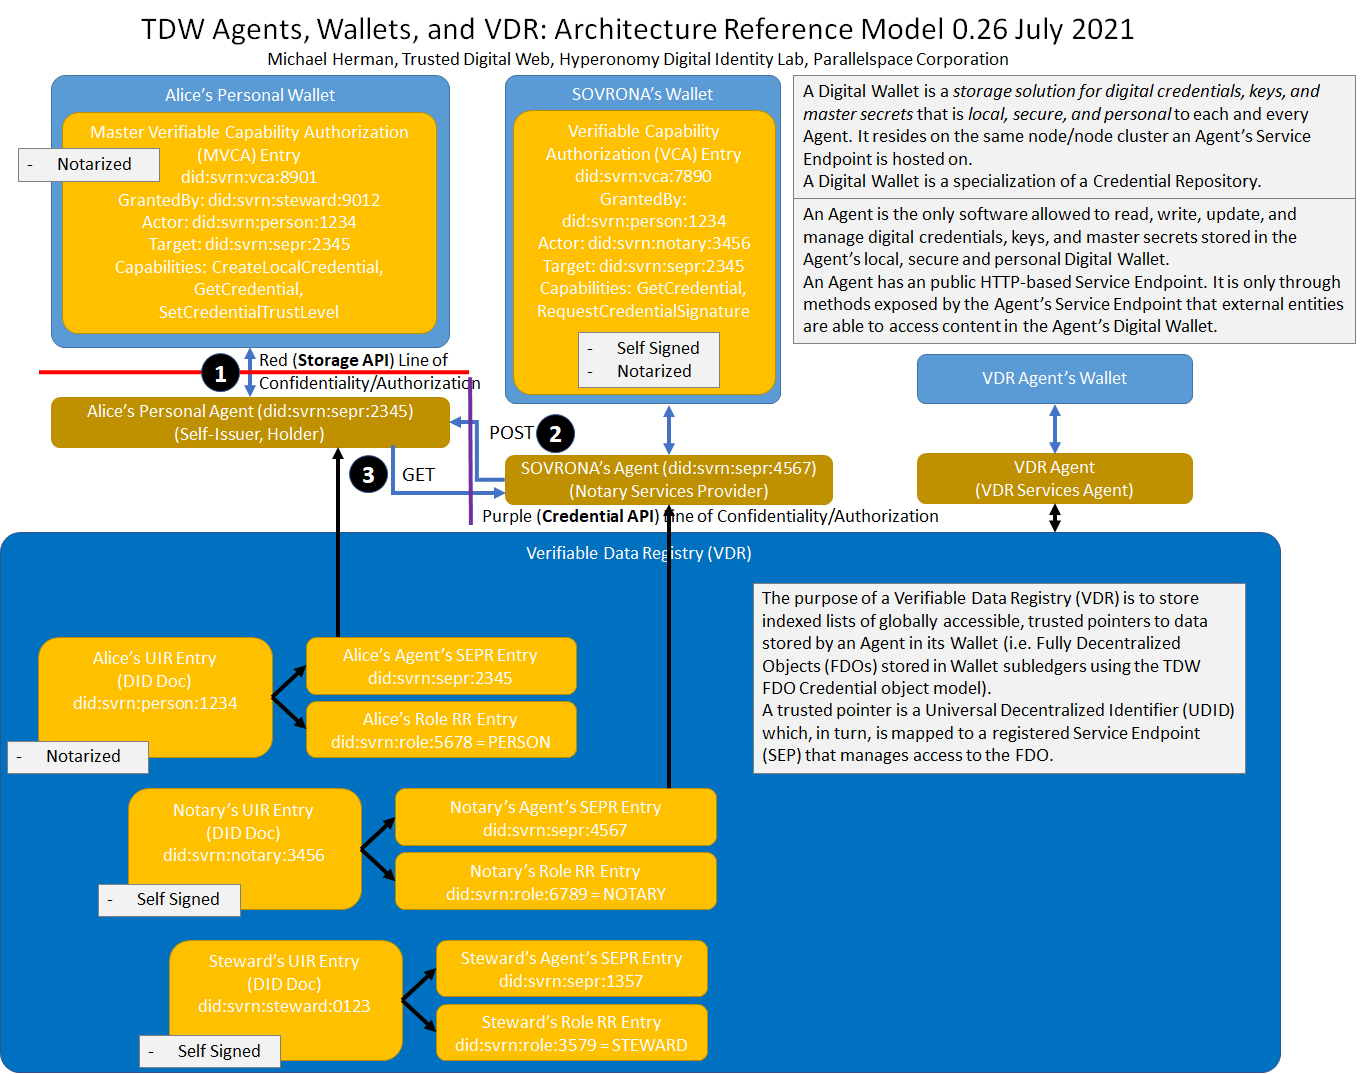 TDW Agents, Wallets, and VDR: Architecture Reference Model 0.26 July 2021
Michael Herman, Trusted Digital Web, Hyperonomy Digital Identity Lab, Parallelspace Corporation
Alice's Personal Wallet
Master Verifiable Capability Authorization
(MVCA) Entry
did:svrn:vca:8901
GrantedBy: did:svrn:steward:9012
Actor: did:svrn:person:1234
Target: did:svrn:sepr:2345
Capabilities: CreateLocalCredential,
GetCredential,
SetCredentialTrustLevel
- Notarized
SOVRONA's Wallet
Verifiable Capability
Authorization (VCA) Entry
did:svrn:vca:7890
GrantedBy:
did:svrn:person:1234
Actor: did:svrn:notary:3456
Target: did:svrn:sepr:2345
Capabilities: GetCredential,
RequestCredentialSignature
- Self Signed
- Notarized
A Digital Wallet is a storage solution for digital credentials, keys, and
master secrets that is local, secure, and personal to each and every
Agent. It resides on the same node/node cluster an Agent's Service
Endpoint is hosted on.
A Digital Wallet is a specialization of a Credential Repository.
An Agent is the only software allowed to read, write, update, and
manage digital credentials, keys, and master secrets stored in the
Agent's local, secure and personal Digital Wallet.
An Agent has an public HTTP-based Service Endpoint. It is only through
methods exposed by the Agent's Service Endpoint that external entities
are able to access content in the Agent's Digital Wallet.
1
Red (Storage API) Line of
Confidentiality/Authorization
Alice's Personal Agent (did:svrn:sepr:2345)
(Self-Issuer, Holder)
POST
2
3
GET
SOVRONA's Agent (did:svrn:sepr:4567)
(Notary Services Provider)
Purple (Credential API) Line of Confidentiality/Authorization
VDR Agent's Wallet
VDR Agent
(VDR Services Agent)
Verifiable Data Registry (VDR)
The purpose of a Verifiable Data Registry (VDR) is to store
indexed lists of globally accessible, trusted pointers to data
stored by an Agent in its Wallet (i.e. Fully Decentralized
Objects (FDOs) stored in Wallet subledgers using the TDW
FDO Credential object model).
A trusted pointer is a Universal Decentralized Identifier (UDID)
which, in turn, is mapped to a registered Service Endpoint
(SEP) that manages access to the FDO.
Alice's UIR Entry
(DID Doc)
did:svrn:person:1234
- Notarized
Alice's Agent's SEPR Entry
did:svrn:sepr:2345
Alice's Role RR Entry
did:svrn:role:5678 = PERSON
Notary's UIR Entry
(DID Doc)
did:svrn:notary:3456
- Self Signed
Notary's Agent's SEPR Entry
did:svrn:sepr:4567
Notary's Role RR Entry
did:svrn:role:6789 = NOTARY
Steward's UIR Entry
(DID Doc)
did:svrn:steward:0123
- Self Signed
Steward's Agent's SEPR Entry
did:svrn:sepr:1357
Steward's Role RR Entry
did:svrn:role:3579 = STEWARD